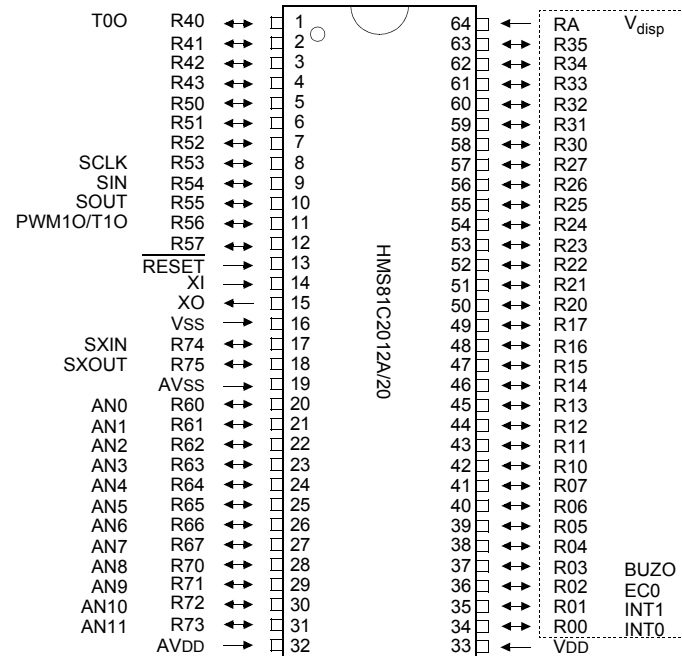 T0O R40 1 64 RA Vdisp
R41 2 63 R35
R42 3 62 R34
R43 4 61 R33
R50 5 60 R32
R51 6 59 R31
R52 7 58 R30
SCLK R53 8 57 R27
SIN R54 9 56 R26
SOUT R55 10 55 R25
PWM1O/T1O R56 11 54 R24
R57 12 53 R23
RESET 13 52 R22
XI 14 51 R21
XO 15 50 R20
VSS 16 49 R17
SXIN R74 17 48 R16
SXOUT R75 18 47 R15
AVSS 19 46 R14
AN0 R60 20 45 R13
AN1 R61 21 44 R12
AN2 R62 22 43 R11
AN3 R63 23 42 R10
AN4 R64 24 41 R07
AN5 R65 25 40 R06
AN6 R66 26 39 R05
AN7 R67 27 38 R04
AN8 R70 28 37 R03 BUZO
AN9 R71 29 36 R02 EC0
AN10 R72 30 35 R01 INT1
AN11 R73 31 34 R00 INT0
AVDD 32 33 VDD
HMS81C2012A/20